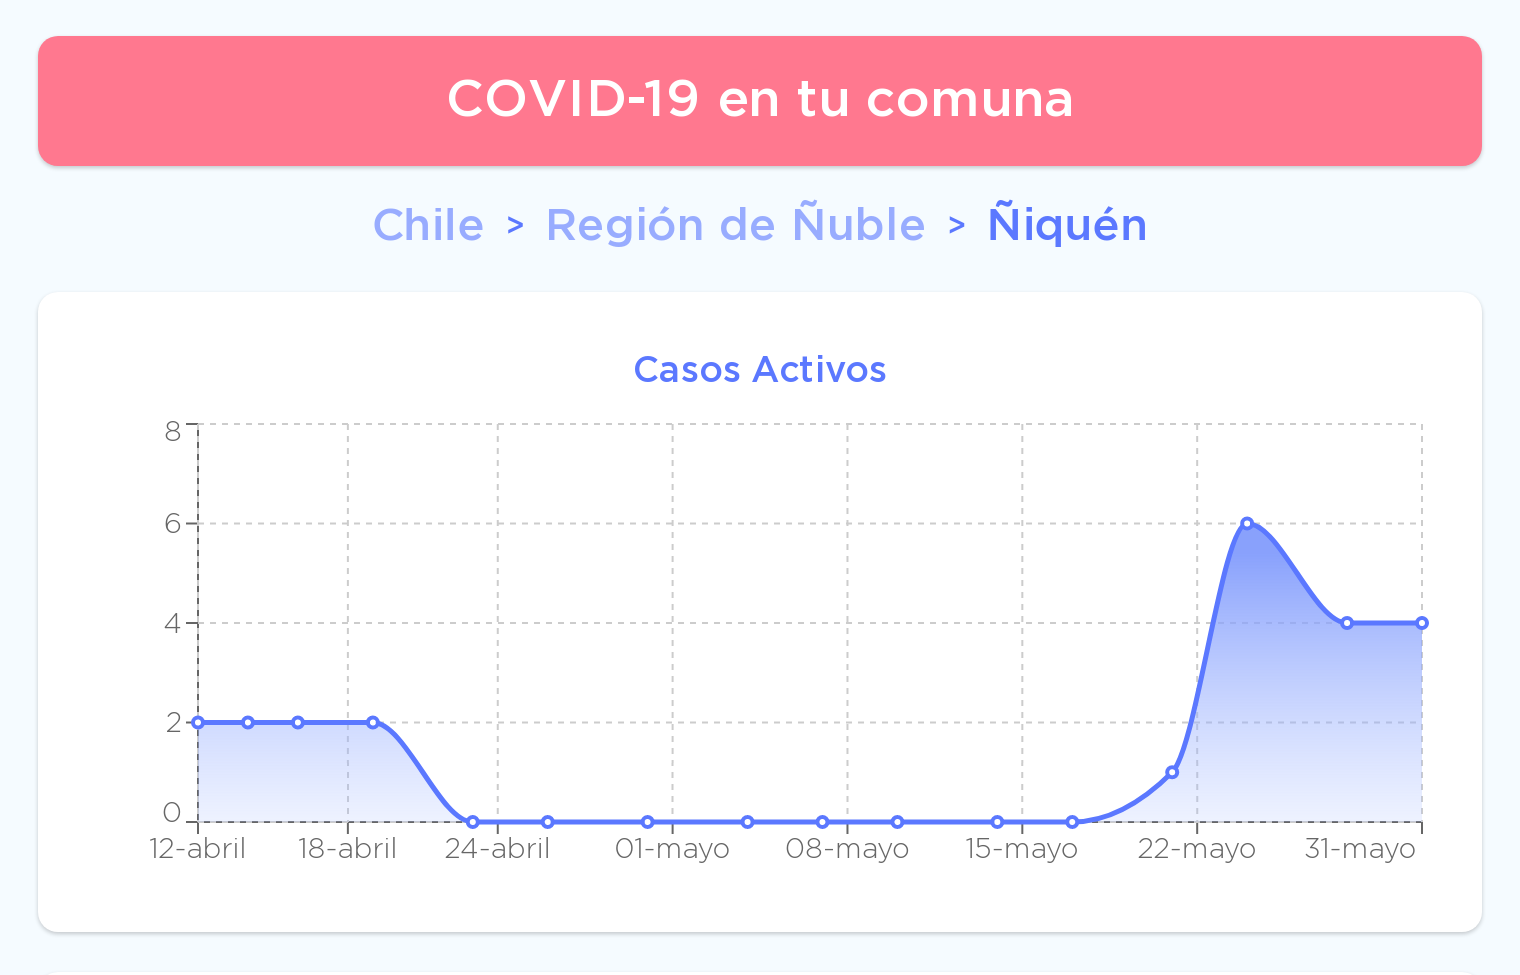 COVID-19 en tu comuna
Chile > Región de Ñuble > Ñiquén
Casos Activos
8
6
4
2
0
12-abril 18-abril 24-abril 01-mayo 08-mayo 15-mayo 22-mayo 31-mayo